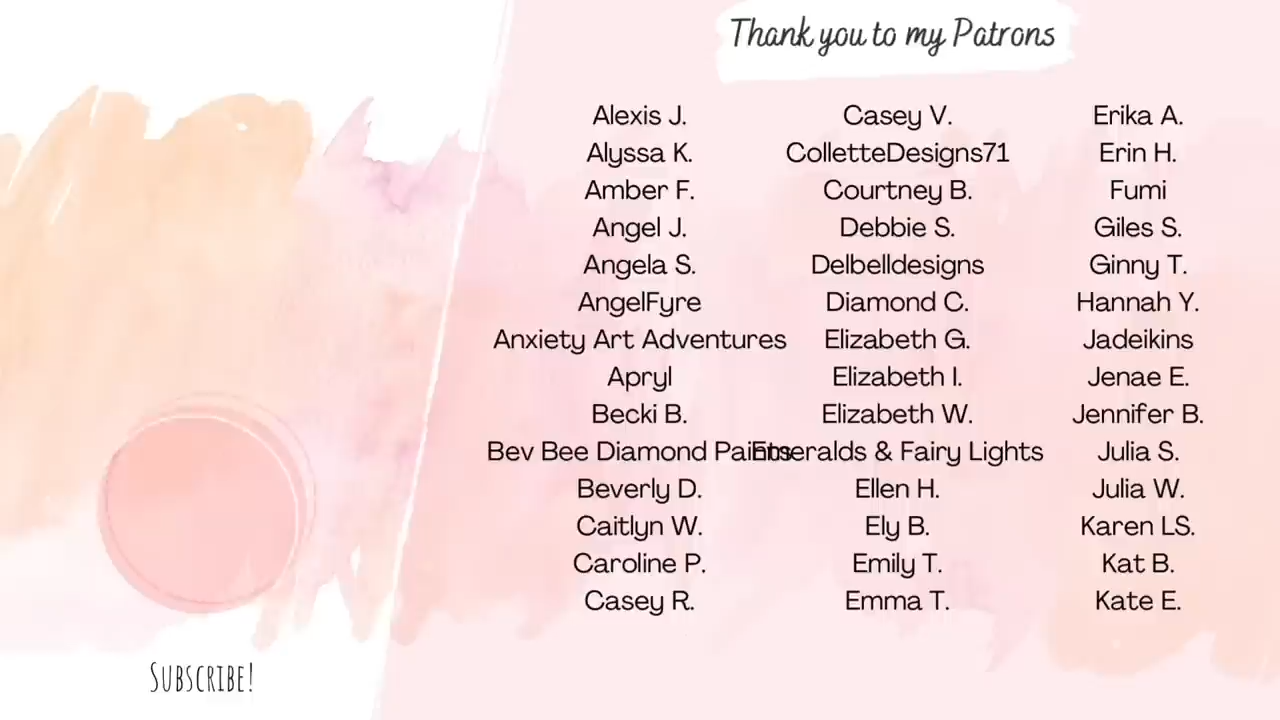 Thank you to my Patrons
Alexis J.
Alyssa K.
Amber F.
Angel J.
Angela S.
AngelFyre
Anxiety Art Adventures
Apryl
Becki B.
Bev Bee Diamond Paints
Beverly D.
Caitlyn W.
Caroline P.
Casey R.
Casey V.
ColletteDesigns71
Courtney B.
Debbie S.
Delbelldesigns
Diamond C.
Elizabeth G.
Elizabeth I.
Elizabeth W.
Emeralds & Fairy Lights
Ellen H.
Ely B.
Emily T.
Emma T.
Erika A.
Erin H.
Fumi
Giles S.
Ginny T.
Hannah Y.
Jadeikins
Jenae E.
Jennifer B.
Julia S.
Julia W.
Karen LS.
Kat B.
Kate E.
Subscribe!